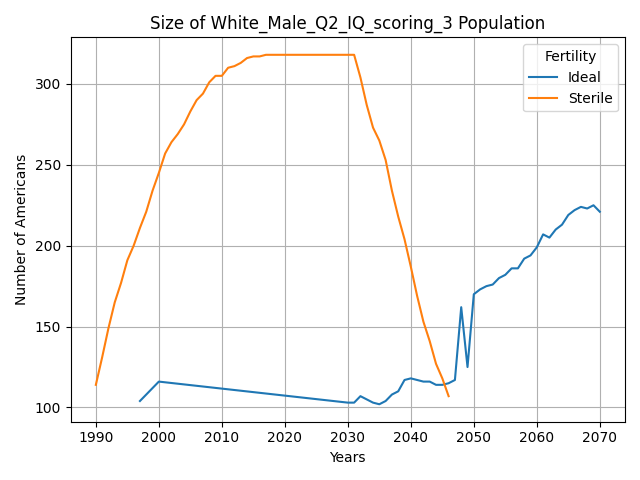 Size of White_Male_Q2_IQ_scoring_3 Population
Fertility
Ideal
Sterile
Number of Americans
300
250
200
150
100
1990 2000 2010 2020 2030 2040 2050 2060 2070
Years